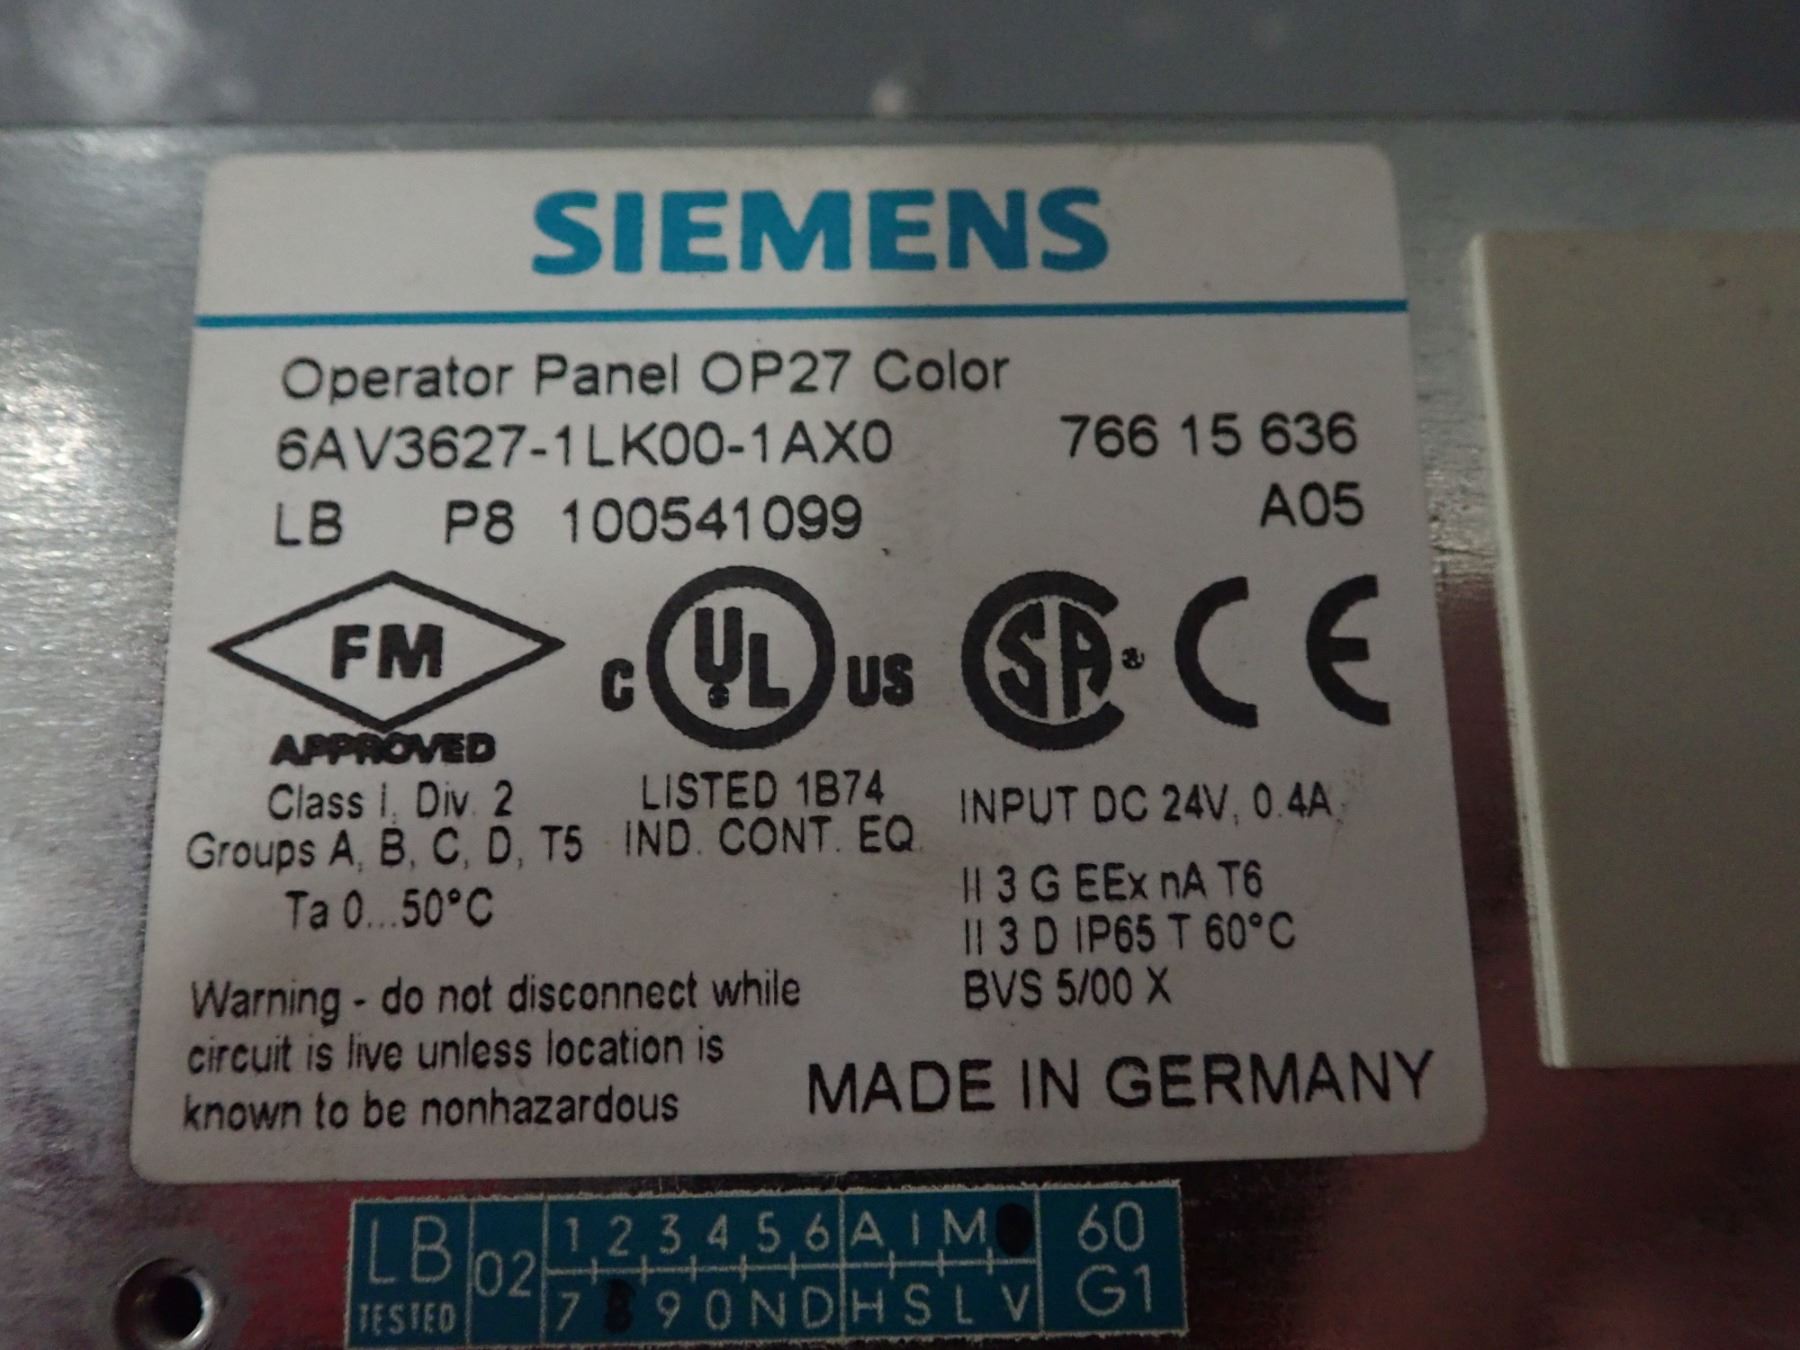 SIEMENS
Operator Panel OP27 Color
6AV3627-1LK00-1AX0 766 15 636
LB P8 100541099 A05
FM
APPROVED
C UL US
SA
CE
Class I, Div. 2
Groups A, B, C, D, T5
Ta 0...50°C
LISTED 1B74
IND. CONT. EQ.
INPUT DC 24V, 0.4A
II 3 G EEx nA T6
II 3 D IP65 T 60°C
BVS 5/00 X
Warning - do not disconnect while
circuit is live unless location is
known to be nonhazardous
MADE IN GERMANY
LB
TESTED
02
1 2 3 4 5 6 A I M
7 8 9 0 N D H S L V
60
G1